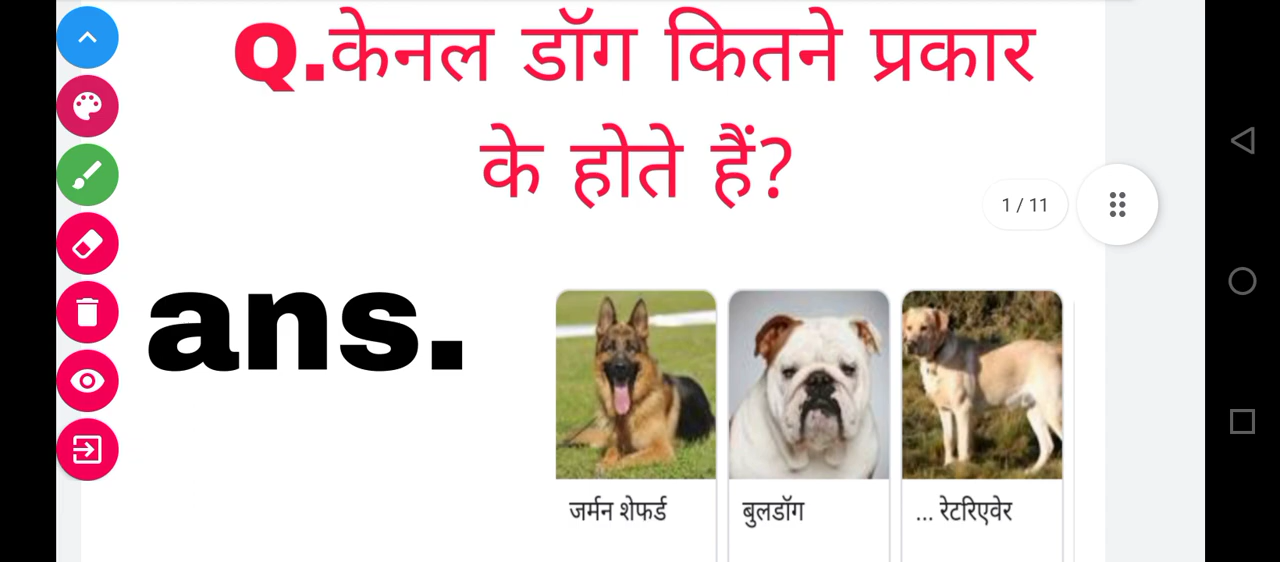 Q.केनल डॉग कितने प्रकार
के होते हैं?
1 / 11
ans.
जर्मन शेफर्ड
बुलडॉग
... रेटरिएवेर